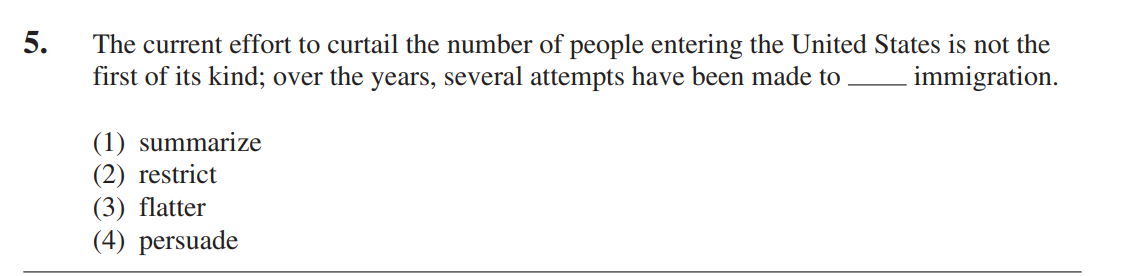 5. The current effort to curtail the number of people entering the United States is not the
first of its kind; over the years, several attempts have been made to ____ immigration.
(1) summarize
(2) restrict
(3) flatter
(4) persuade